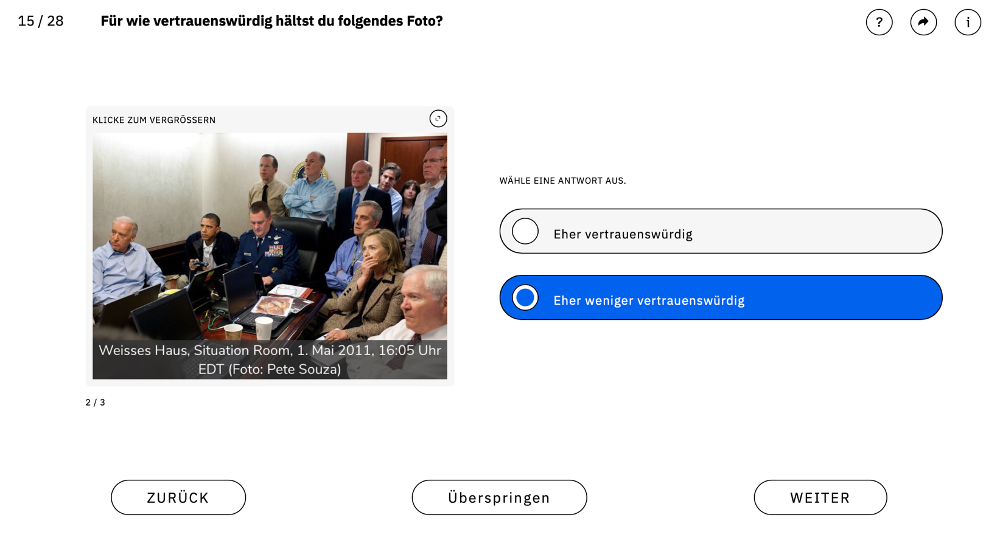 15 / 28
Für wie vertrauenswürdig hältst du folgendes Foto?
?
i
KLICKE ZUM VERGRÖSSERN
Weisses Haus, Situation Room, 1. Mai 2011, 16:05 Uhr
EDT (Foto: Pete Souza)
2 / 3
WÄHLE EINE ANTWORT AUS.
Eher vertrauenswürdig
Eher weniger vertrauenswürdig
ZURÜCK
Überspringen
WEITER